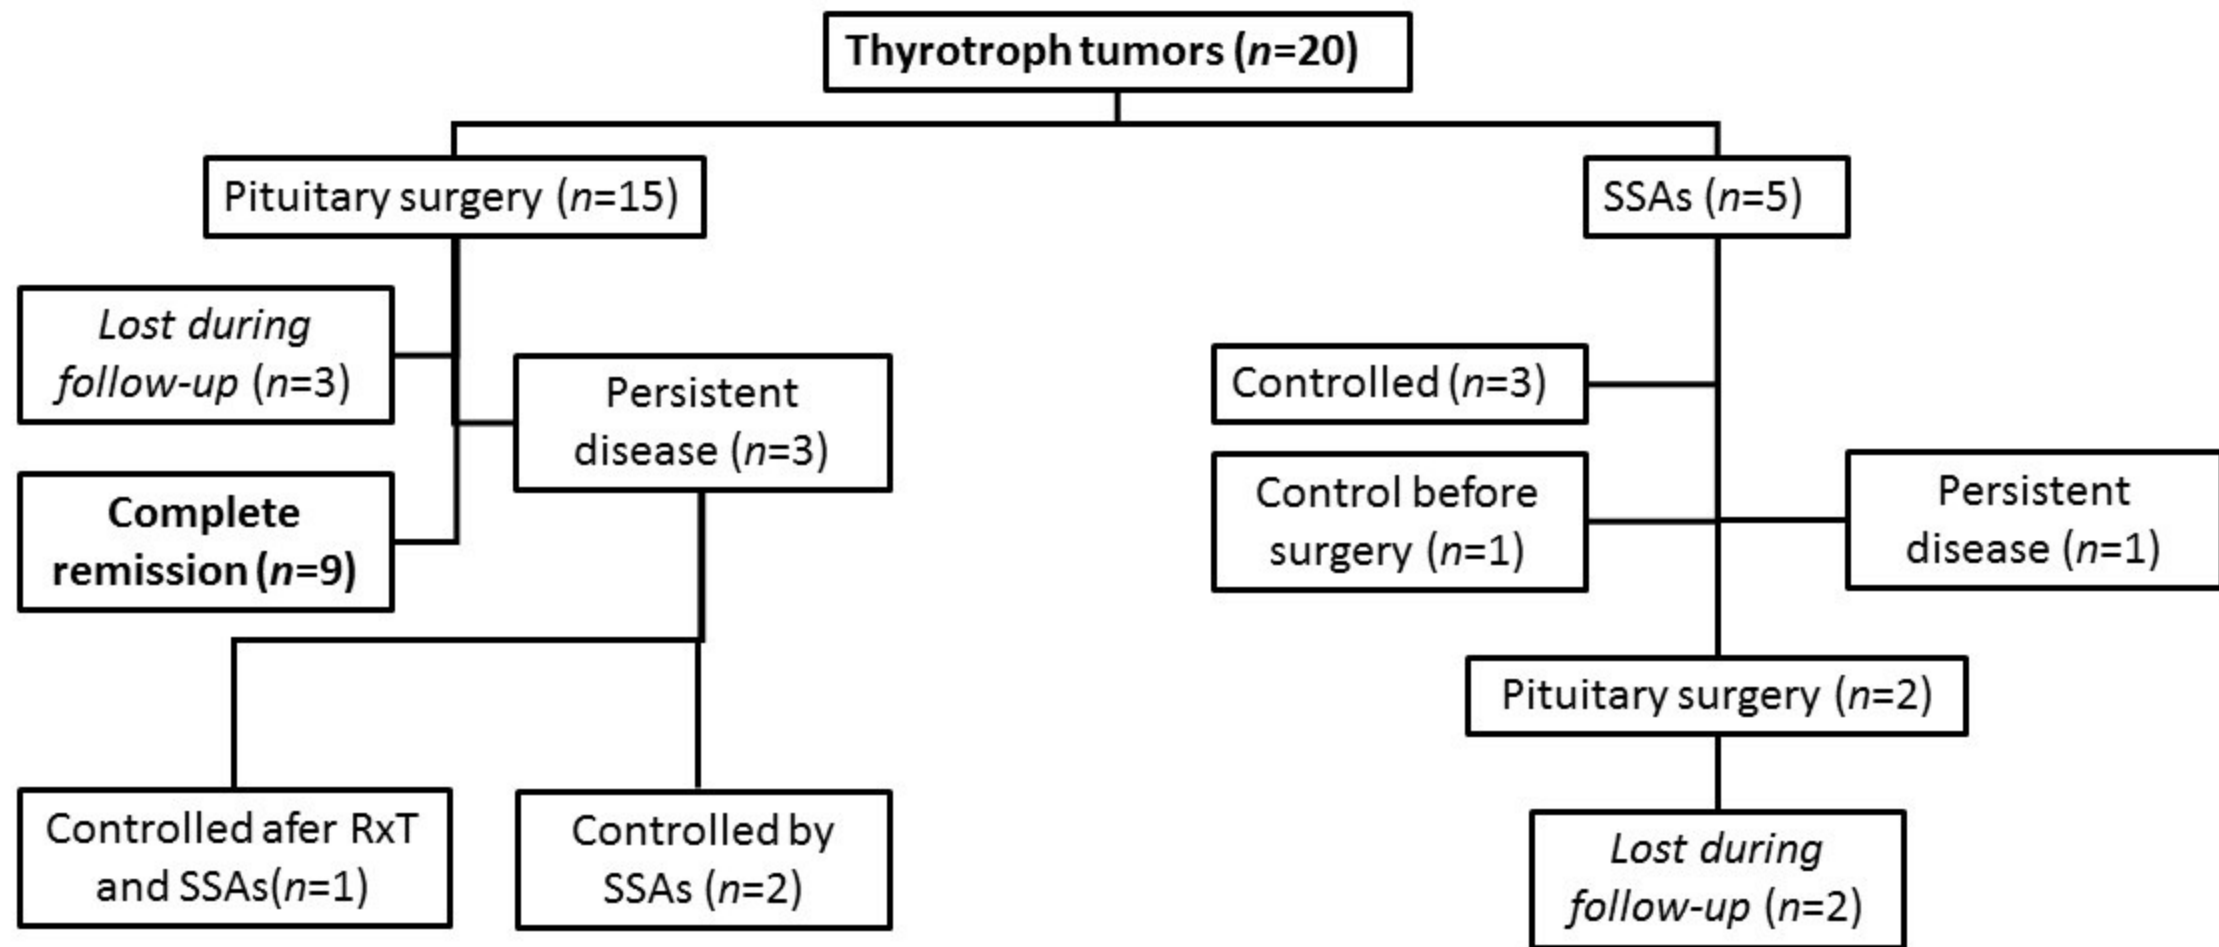 Thyrotroph tumors (n=20)
Pituitary surgery (n=15)
SSAs (n=5)
Lost during
follow-up (n=3)
Persistent
disease (n=3)
Complete
remission (n=9)
Controlled afer RxT
and SSAs(n=1)
Controlled by
SSAs (n=2)
Controlled (n=3)
Control before
surgery (n=1)
Persistent
disease (n=1)
Pituitary surgery (n=2)
Lost during
follow-up (n=2)